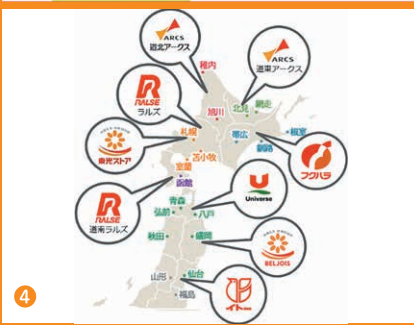 ARCS
道北アークス
ARCS
道東アークス
稚内
RALSE
ラルズ
旭川
北見
網走
札幌
帯広
根室
釧路
東光ストア
苫小牧
室蘭
フクハラ
函館
RALSE
道南ラルズ
U
Universe
青森
弘前
八戸
秋田
盛岡
BELJOIS
山形
仙台
福島
4